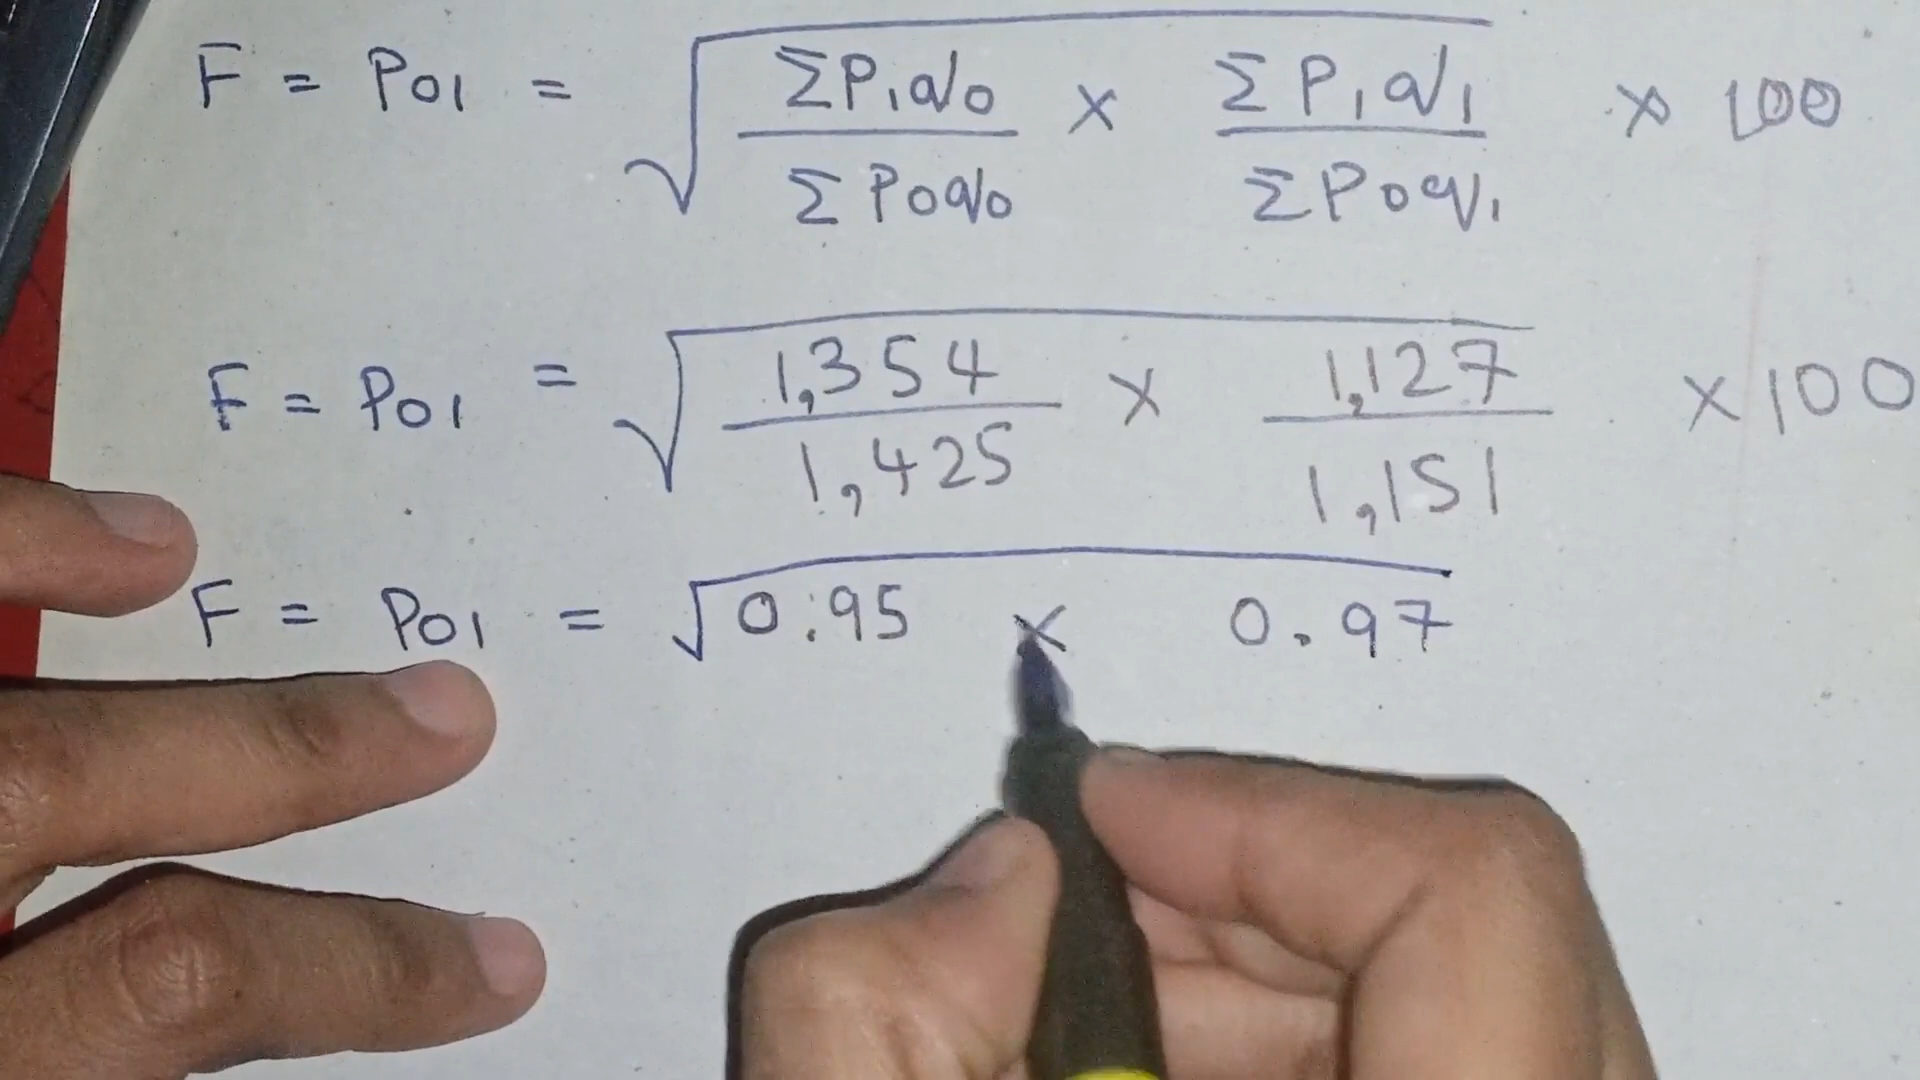 F = P01 = √ ΣP1q0 / ΣP0q0 × ΣP1q1 / ΣP0q1 × 100
F = P01 = √ 1,354 / 1,425 × 1,127 / 1,151 × 100
F = P01 = √ 0.95 × 0.97